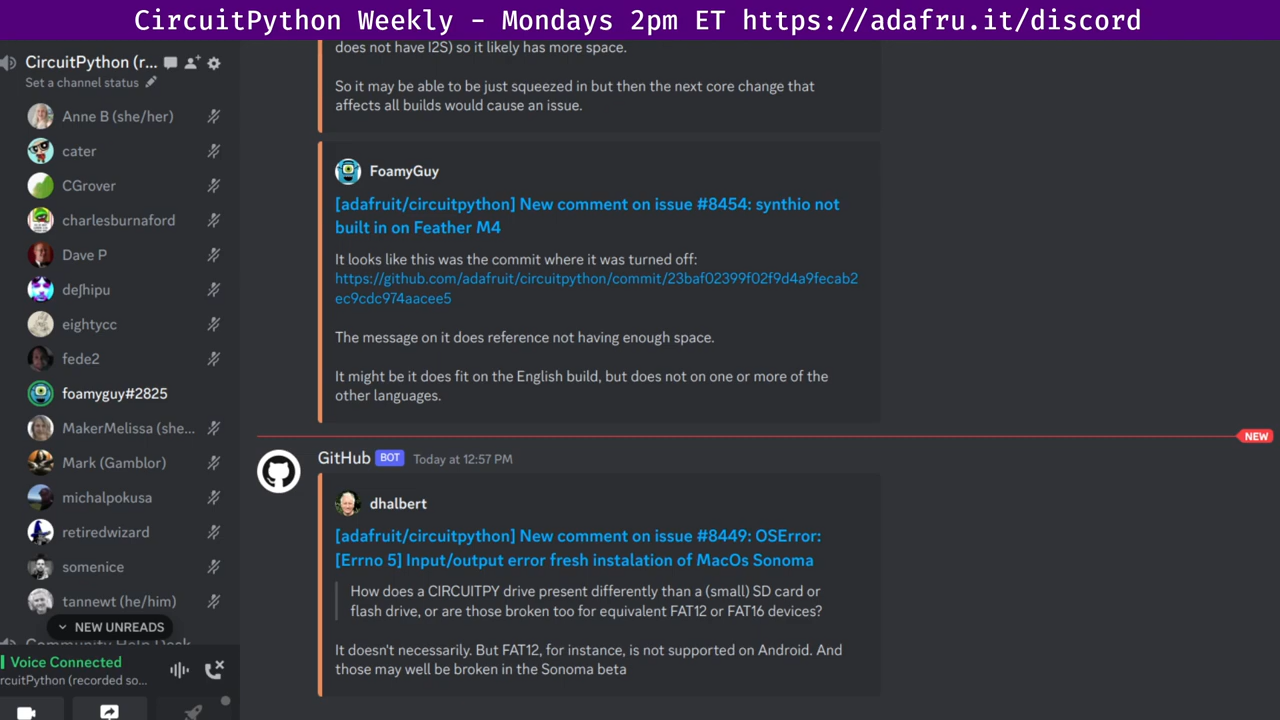 CircuitPython Weekly - Mondays 2pm ET https://adafru.it/discord
CircuitPython (r...
Set a channel status
Anne B (she/her)
cater
CGrover
charlesburnaford
Dave P
deʃhipu
eightycc
fede2
foamyguy#2825
MakerMelissa (she...
Mark (Gamblor)
michalpokusa
retiredwizard
somenice
tannewt (he/him)
NEW UNREADS
Community Help Desk
Voice Connected
rcuitPython (recorded so...
does not have I2S) so it likely has more space.
So it may be able to be just squeezed in but then the next core change that
affects all builds would cause an issue.
FoamyGuy
[adafruit/circuitpython] New comment on issue #8454: synthio not
built in on Feather M4
It looks like this was the commit where it was turned off:
https://github.com/adafruit/circuitpython/commit/23baf02399f02f9d4a9fecab2
ec9cdc974aacee5
The message on it does reference not having enough space.
It might be it does fit on the English build, but does not on one or more of the
other languages.
NEW
GitHub BOT Today at 12:57 PM
dhalbert
[adafruit/circuitpython] New comment on issue #8449: OSError:
[Errno 5] Input/output error fresh instalation of MacOs Sonoma
How does a CIRCUITPY drive present differently than a (small) SD card or
flash drive, or are those broken too for equivalent FAT12 or FAT16 devices?
It doesn't necessarily. But FAT12, for instance, is not supported on Android. And
those may well be broken in the Sonoma beta